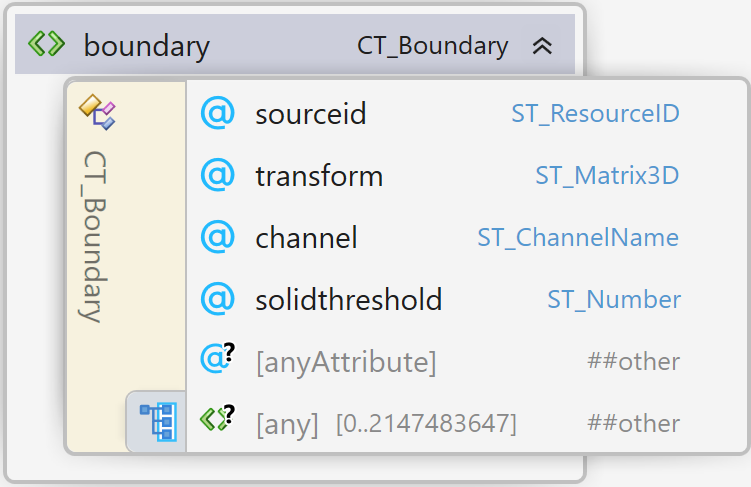 boundary CT_Boundary
CT_Boundary
@ sourceid ST_ResourceID
@ transform ST_Matrix3D
@ channel ST_ChannelName
@ solidthreshold ST_Number
@? [anyAttribute] ##other
<>? [any] [0..2147483647] ##other